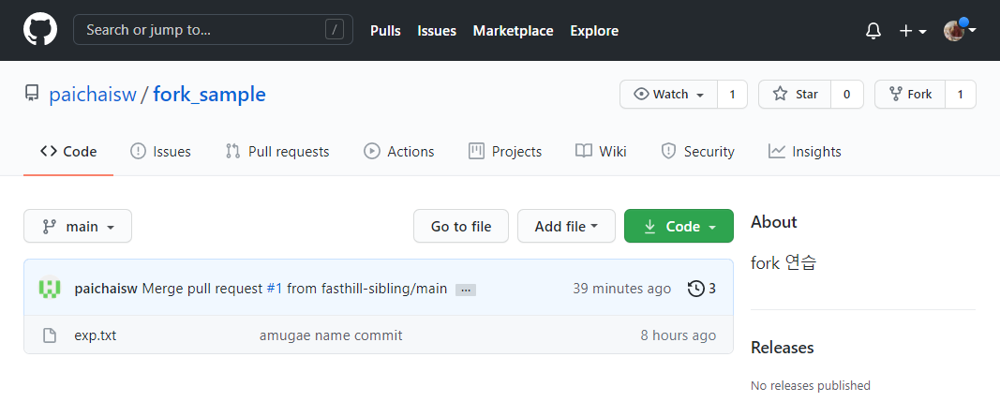 Search or jump to... / Pulls Issues Marketplace Explore
paichaisw / fork_sample Watch 1 Star 0 Fork 1
Code Issues Pull requests Actions Projects Wiki Security Insights
main Go to file Add file Code
About
fork 연습
paichaisw Merge pull request #1 from fasthill-sibling/main ... 39 minutes ago 3
exp.txt amugae name commit 8 hours ago
Releases
No releases published